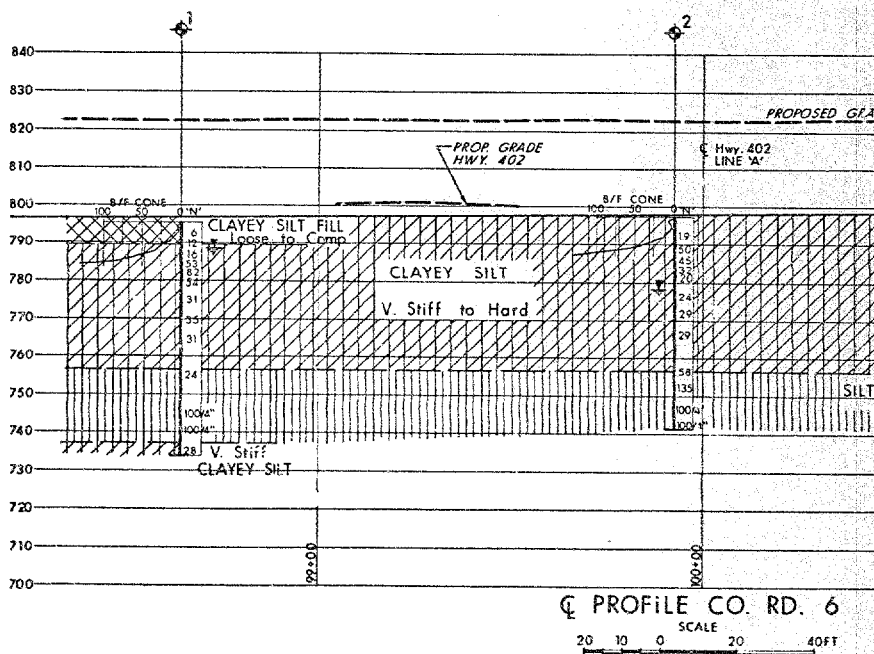 1
2
840
830
820
810
800
790
780
770
760
750
740
730
720
710
700
PROPOSED GRA
PROP. GRADE
HWY. 402
℄ Hwy. 402
LINE 'A'
B/F CONE
100 50 0 'N'
B/F CONE
100 50 0 'N'
CLAYEY SILT FILL
Loose to Comp
CLAYEY SILT
V. Stiff to Hard
6
12
16
53
82
54
31
35
31
24
100/4"
100/4"
28
19
50
45
37
20
24
29
29
58
135
100/4"
100/4"
SILT
V. Stiff
CLAYEY SILT
99+00
100+00
℄ PROFiLE CO. RD. 6
SCALE
20 10 0 20 40FT